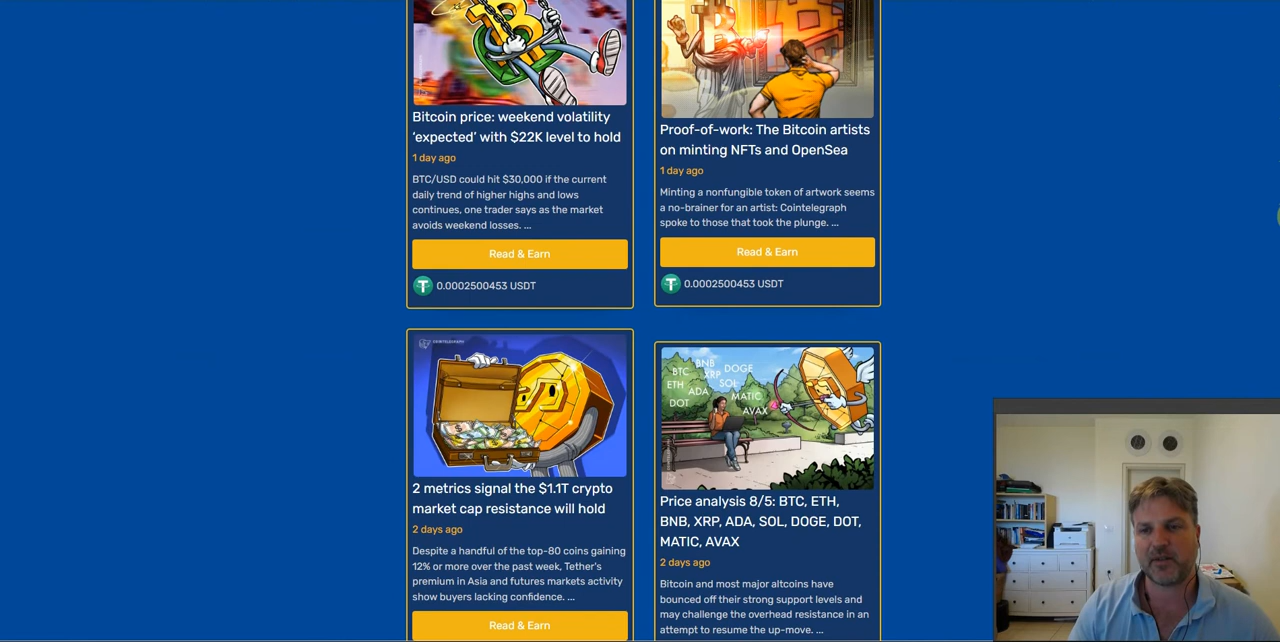 Bitcoin price: weekend volatility
‘expected’ with $22K level to hold
1 day ago
BTC/USD could hit $30,000 if the current
daily trend of higher highs and lows
continues, one trader says as the market
avoids weekend losses. ...
Read & Earn
0.0002500453 USDT
Proof-of-work: The Bitcoin artists
on minting NFTs and OpenSea
1 day ago
Minting a nonfungible token of artwork seems
a no-brainer for an artist: Cointelegraph
spoke to those that took the plunge. ...
Read & Earn
0.0002500453 USDT
COINTELEGRAPH
2 metrics signal the $1.1T crypto
market cap resistance will hold
2 days ago
Despite a handful of the top-80 coins gaining
12% or more over the past week, Tether's
premium in Asia and futures markets activity
show buyers lacking confidence. ...
Read & Earn
BTC
BNB
XRP
DOGE
ETH
ADA
SOL
DOT
MATIC
AVAX
Price analysis 8/5: BTC, ETH,
BNB, XRP, ADA, SOL, DOGE, DOT,
MATIC, AVAX
2 days ago
Bitcoin and most major altcoins have
bounced off their strong support levels and
may challenge the overhead resistance in an
attempt to resume the up-move. ...